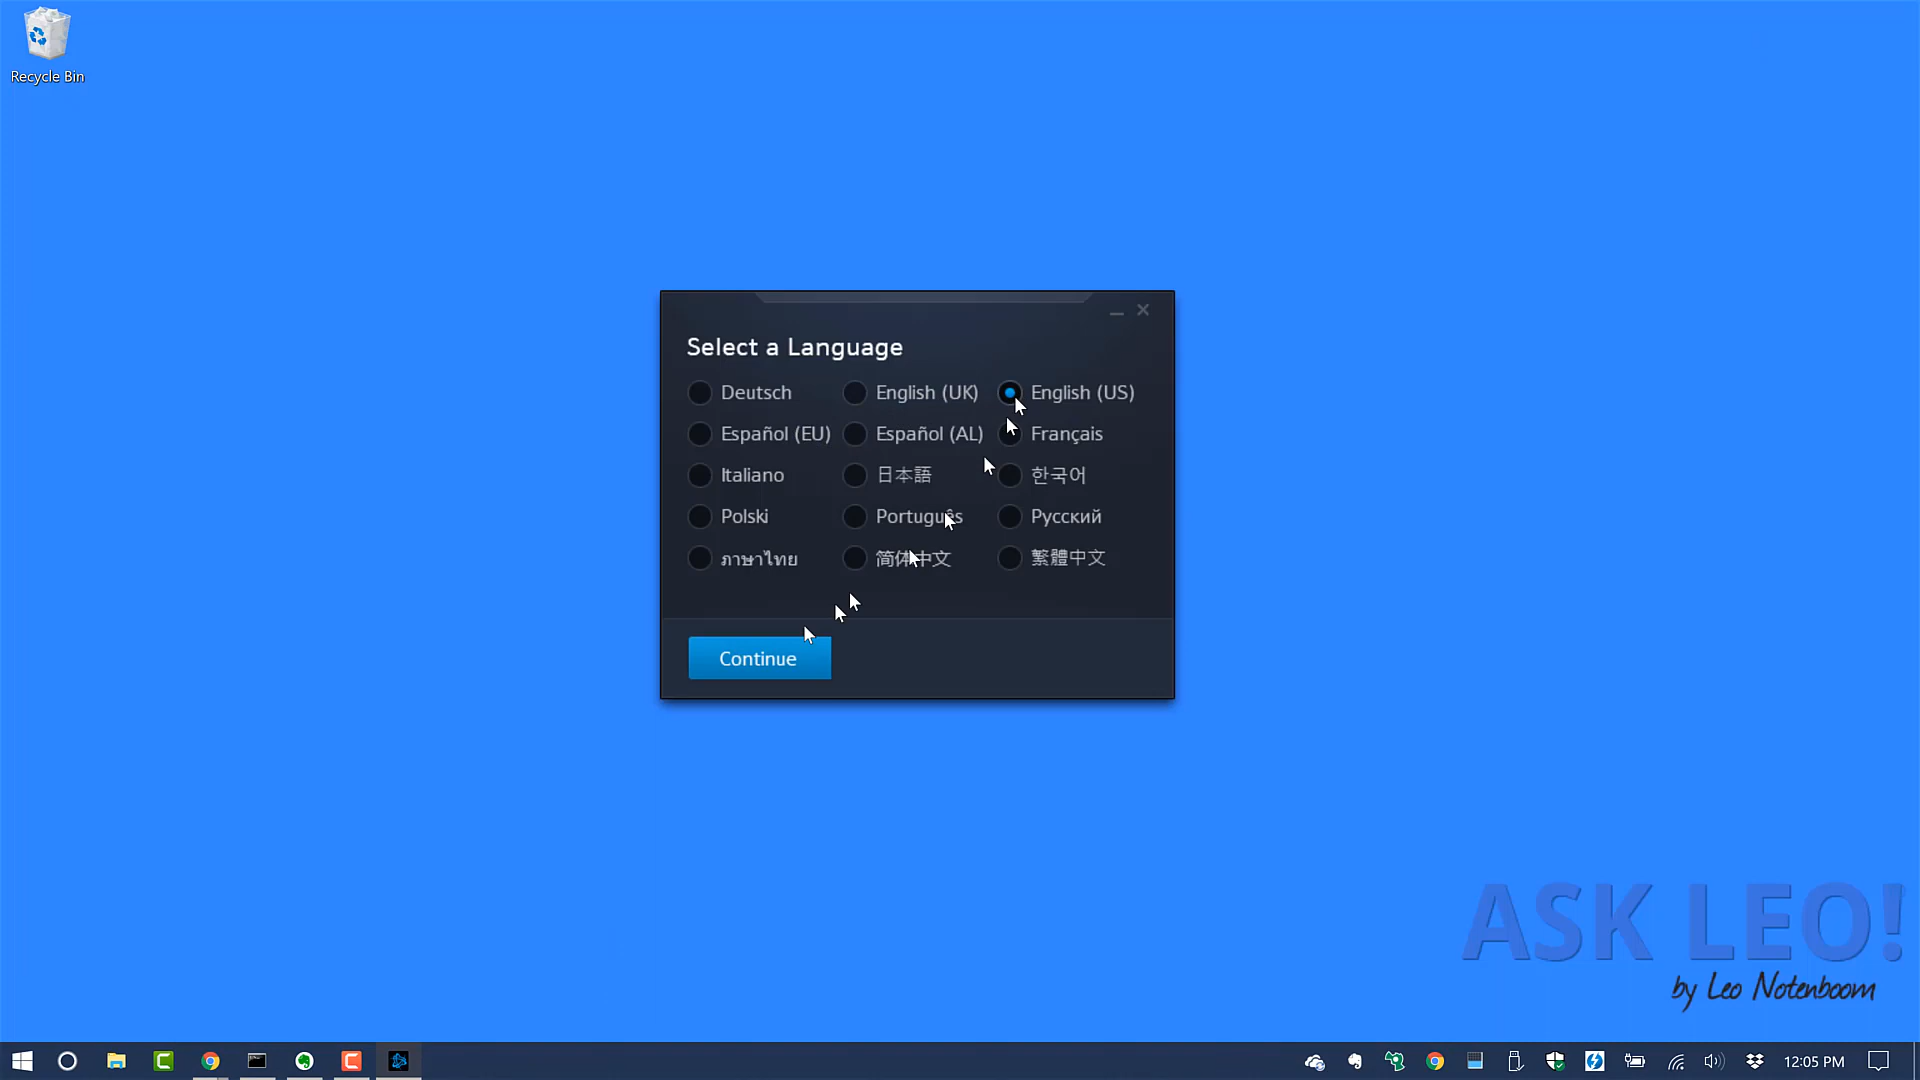 Recycle Bin
Select a Language
Deutsch
English (UK)
English (US)
Español (EU)
Español (AL)
Français
Italiano
日本語
한국어
Polski
Português
Русский
ภาษาไทย
简体中文
繁體中文
Continue
ASK LEO!
by Leo Notenboom
12:05 PM